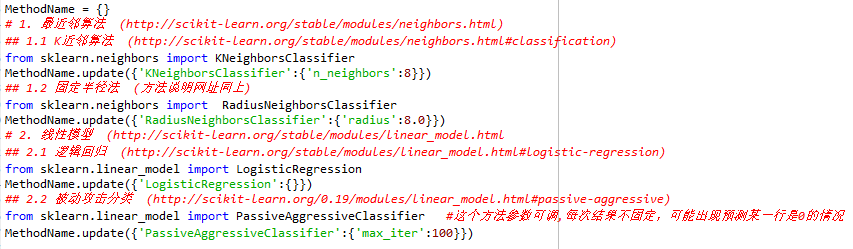 MethodName = {}
# 1. 最近邻算法 (http://scikit-learn.org/stable/modules/neighbors.html)
## 1.1 K近邻算法 (http://scikit-learn.org/stable/modules/neighbors.html#classification)
from sklearn.neighbors import KNeighborsClassifier
MethodName.update({'KNeighborsClassifier':{'n_neighbors':8}})
## 1.2 固定半径法 (方法说明网址同上)
from sklearn.neighbors import  RadiusNeighborsClassifier
MethodName.update({'RadiusNeighborsClassifier':{'radius':8.0}})
# 2. 线性模型 (http://scikit-learn.org/stable/modules/linear_model.html
## 2.1 逻辑回归 (http://scikit-learn.org/stable/modules/linear_model.html#logistic-regression)
from sklearn.linear_model import LogisticRegression
MethodName.update({'LogisticRegression':{}})
## 2.2 被动攻击分类 (http://scikit-learn.org/0.19/modules/linear_model.html#passive-aggressive)
from sklearn.linear_model import PassiveAggressiveClassifier   #这个方法参数可调,每次结果不固定，可能出现预测某一行是0的情况
MethodName.update({'PassiveAggressiveClassifier':{'max_iter':100}})